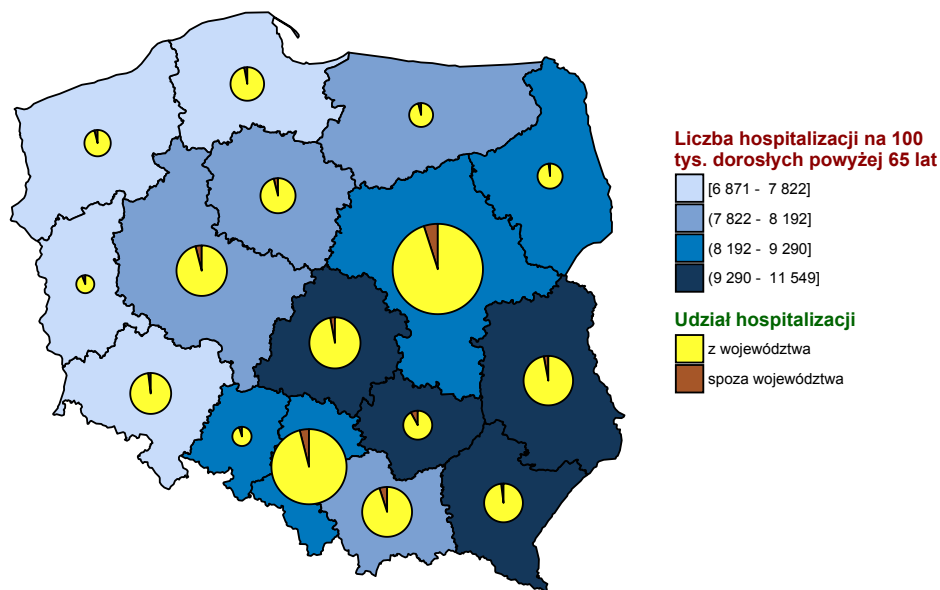 Liczba hospitalizacji na 100
tys. dorosłych powyżej 65 lat
[6 871 - 7 822]
(7 822 - 8 192]
(8 192 - 9 290]
(9 290 - 11 549]
Udział hospitalizacji
z województwa
spoza województwa